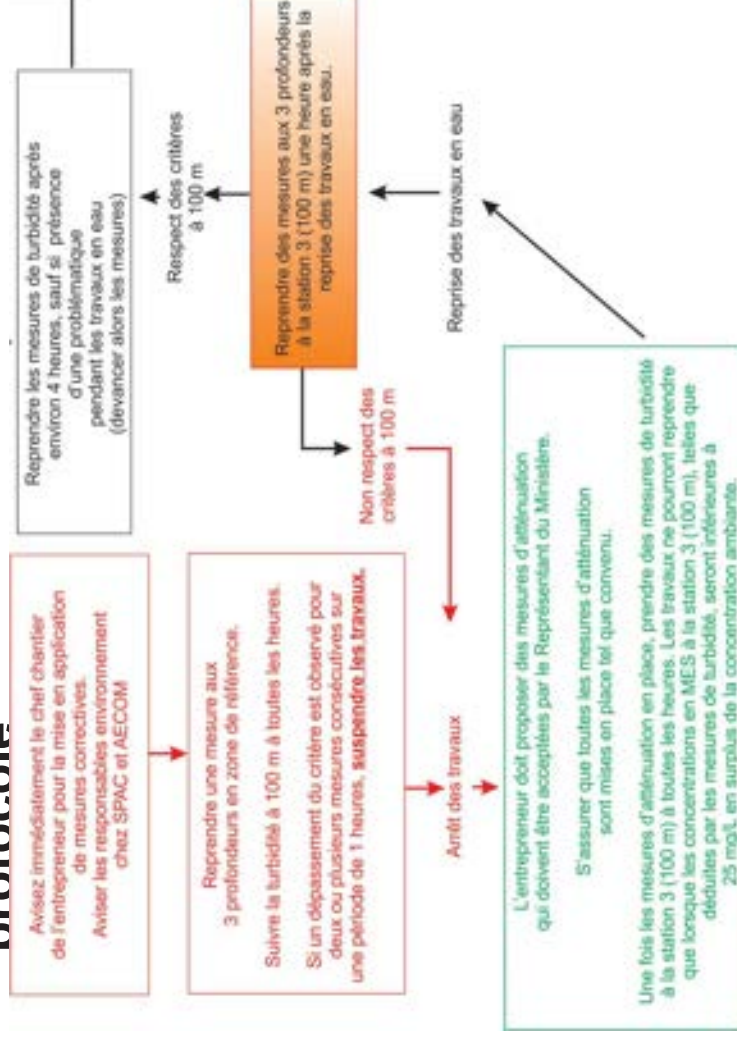 Avisez immédiatement le chef chantier
de l'entrepreneur pour la mise en application
de mesures correctives.
Aviser les responsables environnement
chez SPAC et AECOM
Reprendre une mesure aux
3 profondeurs en zone de référence.
Suivre la turbidité à 100 m à toutes les heures.
Si un dépassement du critère est observé pour
deux ou plusieurs mesures consécutives sur
une période de 1 heures, suspendre les travaux.
Arrêt des travaux
L'entrepreneur doit proposer des mesures d'atténuation
qui doivent être acceptées par le Représentant du Ministère.
S'assurer que toutes les mesures d'atténuation
sont mises en place tel que convenu.
Une fois les mesures d'atténuation en place, prendre des mesures de turbidité
à la station 3 (100 m) à toutes les heures. Les travaux ne pourront reprendre
que lorsque les concentrations en MES à la station 3 (100 m), telles que
déduites par les mesures de turbidité, seront inférieures à
25 mg/L en surplus de la concentration ambiante.
Reprise des travaux en eau
Reprendre des mesures aux 3 profondeurs
à la station 3 (100 m) une heure après la
reprise des travaux en eau.
Non respect des
critères à 100 m
Respect des critères
à 100 m
Reprendre les mesures de turbidité après
environ 4 heures, sauf si présence
d'une problématique
pendant les travaux en eau
(devancer alors les mesures)